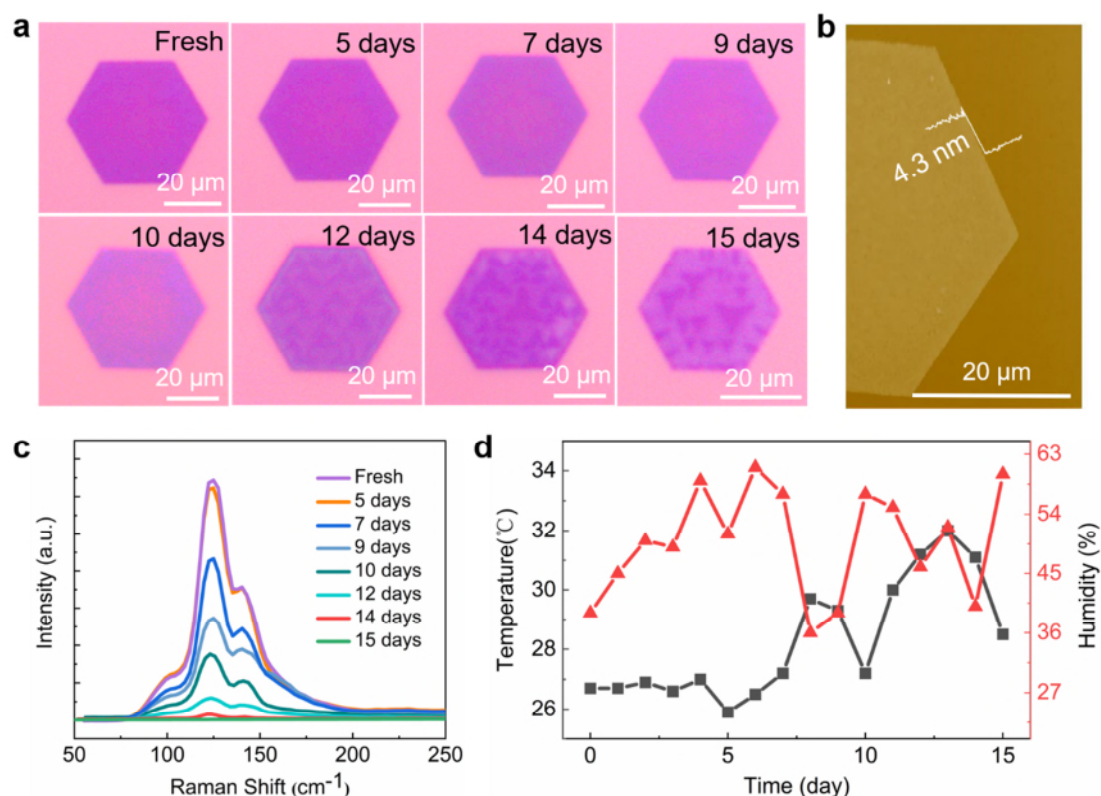 a
Fresh
5 days
7 days
9 days
20 µm
20 µm
20 µm
20 µm
10 days
12 days
14 days
15 days
20 µm
20 µm
20 µm
20 µm
b
4.3 nm
20 µm
c
Intensity (a.u.)
Fresh
5 days
7 days
9 days
10 days
12 days
14 days
15 days
50
100
150
200
250
Raman Shift (cm-1)
d
Temperature(℃)
34
32
30
28
26
63
54
45
36
27
Humidity (%)
0
5
10
15
Time (day)